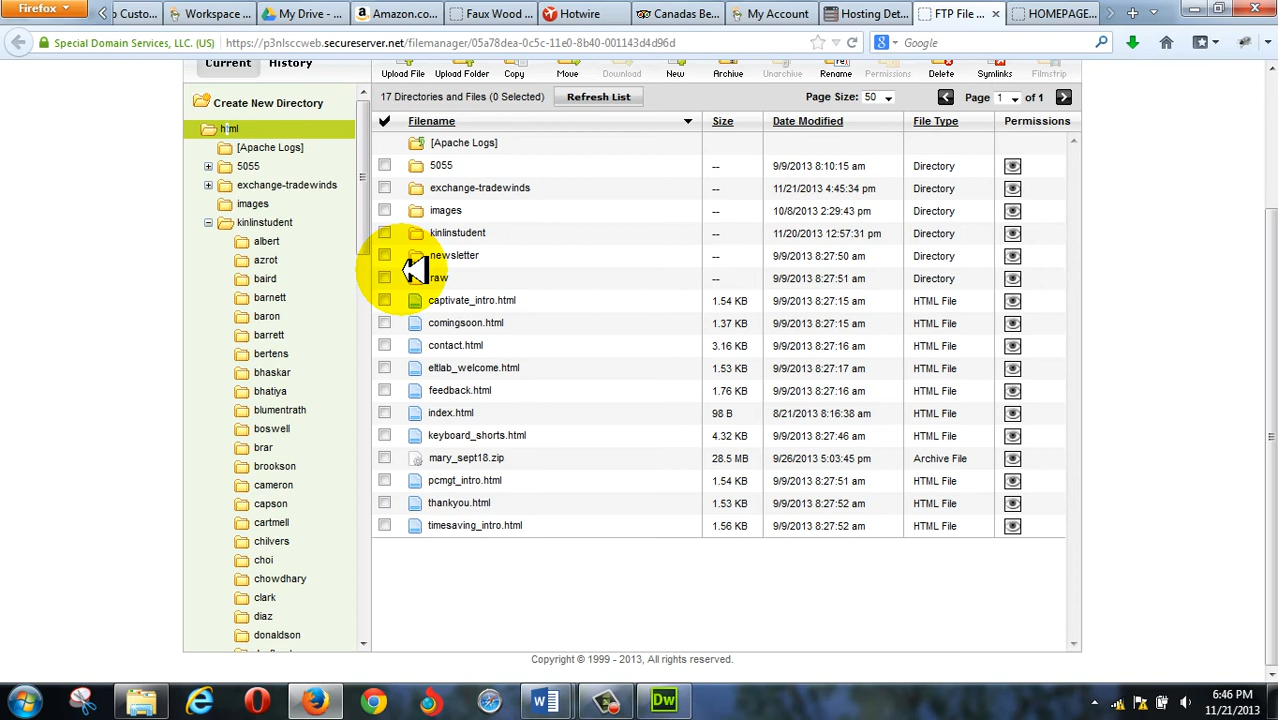 Firefox
p Custo...
Workspace ...
My Drive - ...
Amazon.co...
Faux Wood ...
Hotwire
Canadas Be...
My Account
Hosting Det...
FTP File ...
HOMEPAGE...
Special Domain Services, LLC. (US)
https://p3nlsccweb.secureserver.net/filemanager/05a78dea-0c5c-11e0-8b40-001143d4d96d
Google
Current
History
Upload File
Upload Folder
Copy
Move
Download
New
Archive
Unarchive
Rename
Permissions
Delete
Symlinks
Filmstrip
Create New Directory
17 Directories and Files (0 Selected)
Refresh List
Page Size: 50
Page 1 of 1
html
[Apache Logs]
5055
exchange-tradewinds
images
kinlinstudent
albert
azrot
baird
barnett
baron
barrett
bertens
bhaskar
bhatiya
blumentrath
boswell
brar
brookson
cameron
capson
cartmell
chilvers
choi
chowdhary
clark
diaz
donaldson
Filename Size Date Modified File Type Permissions
[Apache Logs]
5055 -- 9/9/2013 8:10:15 am Directory
exchange-tradewinds -- 11/21/2013 4:45:34 pm Directory
images -- 10/8/2013 2:29:43 pm Directory
kinlinstudent -- 11/20/2013 12:57:31 pm Directory
newsletter -- 9/9/2013 8:27:50 am Directory
raw -- 9/9/2013 8:27:51 am Directory
captivate_intro.html 1.54 KB 9/9/2013 8:27:15 am HTML File
comingsoon.html 1.37 KB 9/9/2013 8:27:15 am HTML File
contact.html 3.16 KB 9/9/2013 8:27:16 am HTML File
eltlab_welcome.html 1.53 KB 9/9/2013 8:27:17 am HTML File
feedback.html 1.76 KB 9/9/2013 8:27:16 am HTML File
index.html 98 B 8/21/2013 8:16:38 am HTML File
keyboard_shorts.html 4.32 KB 9/9/2013 8:27:46 am HTML File
mary_sept18.zip 28.5 MB 9/26/2013 5:03:45 pm Archive File
pcmgt_intro.html 1.54 KB 9/9/2013 8:27:51 am HTML File
thankyou.html 1.53 KB 9/9/2013 8:27:52 am HTML File
timesaving_intro.html 1.56 KB 9/9/2013 8:27:52 am HTML File
Copyright © 1999 - 2013, All rights reserved.
Dw
6:46 PM
11/21/2013